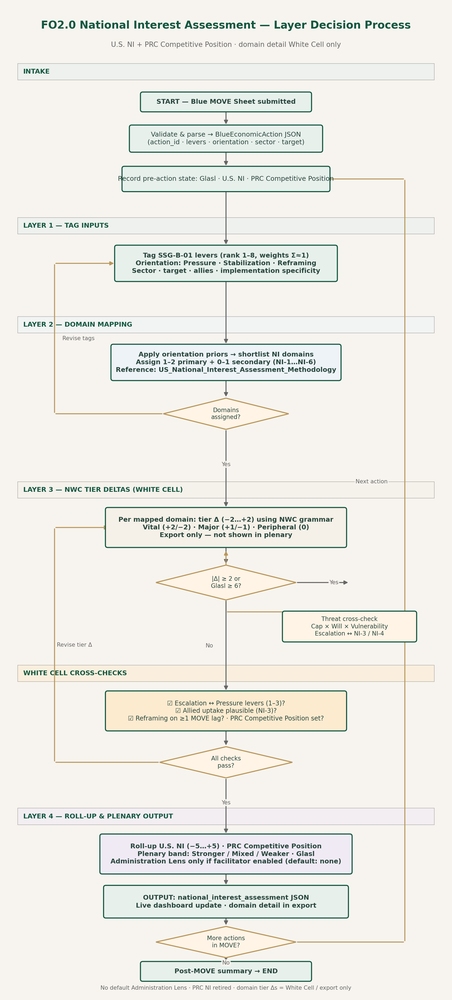 FO2.0 National Interest Assessment — Layer Decision Process
U.S. NI + PRC Competitive Position · domain detail White Cell only
INTAKE
START — Blue MOVE Sheet submitted
Validate & parse → BlueEconomicAction JSON
(action_id · levers · orientation · sector · target)
Record pre-action state: Glasl · U.S. NI · PRC Competitive Position
LAYER 1 — TAG INPUTS
Tag SSG-B-01 levers (rank 1–8, weights Σ≈1)
Orientation: Pressure · Stabilization · Reframing
Sector · target · allies · implementation specificity
LAYER 2 — DOMAIN MAPPING
Revise tags
Apply orientation priors → shortlist NI domains
Assign 1–2 primary + 0–1 secondary (NI-1…NI-6)
Reference: US_National_Interest_Assessment_Methodology
Domains
assigned?
Yes
Next action
LAYER 3 — NWC TIER DELTAS (WHITE CELL)
Per mapped domain: tier Δ (−2…+2) using NWC grammar
Vital (+2/−2) · Major (+1/−1) · Peripheral (0)
Export only — not shown in plenary
|Δ| ≥ 2 or
Glasl ≥ 6?
Yes
Threat cross-check
Cap × Will × Vulnerability
Escalation ↔ NI-3 / NI-4
Revise tier Δ
No
WHITE CELL CROSS-CHECKS
☑ Escalation ↔ Pressure levers (1–3)?
☑ Allied uptake plausible (NI-3)?
☑ Reframing on ≥1 MOVE lag? · PRC Competitive Position set?
All checks
pass?
Yes
LAYER 4 — ROLL-UP & PLENARY OUTPUT
Roll-up U.S. NI (−5…+5) · PRC Competitive Position
Plenary band: Stronger / Mixed / Weaker · Glasl
Administration Lens only if facilitator enabled (default: none)
OUTPUT: national_interest_assessment JSON
Live dashboard update · domain detail in export
More actions
in MOVE?
No
Post-MOVE summary → END
No default Administration Lens · PRC NI retired · domain tier Δs = White Cell / export only